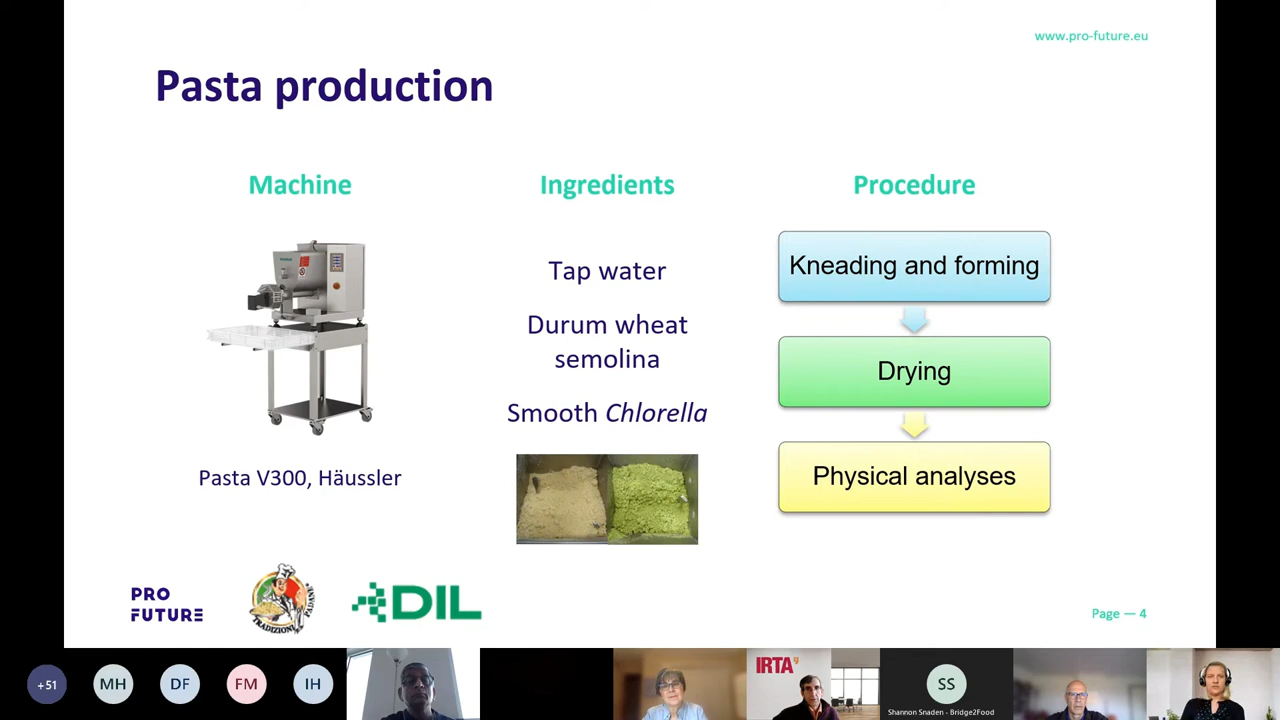 www.pro-future.eu
Pasta production
Machine
Ingredients
Procedure
Tap water
Durum wheat
semolina
Smooth Chlorella
Pasta V300, Häussler
Kneading and forming
Drying
Physical analyses
PRO
FUTURE
DIL
Page — 4
+51
MH
DF
FM
IH
IRTA
SS
Shannon Snaden - Bridge2Food